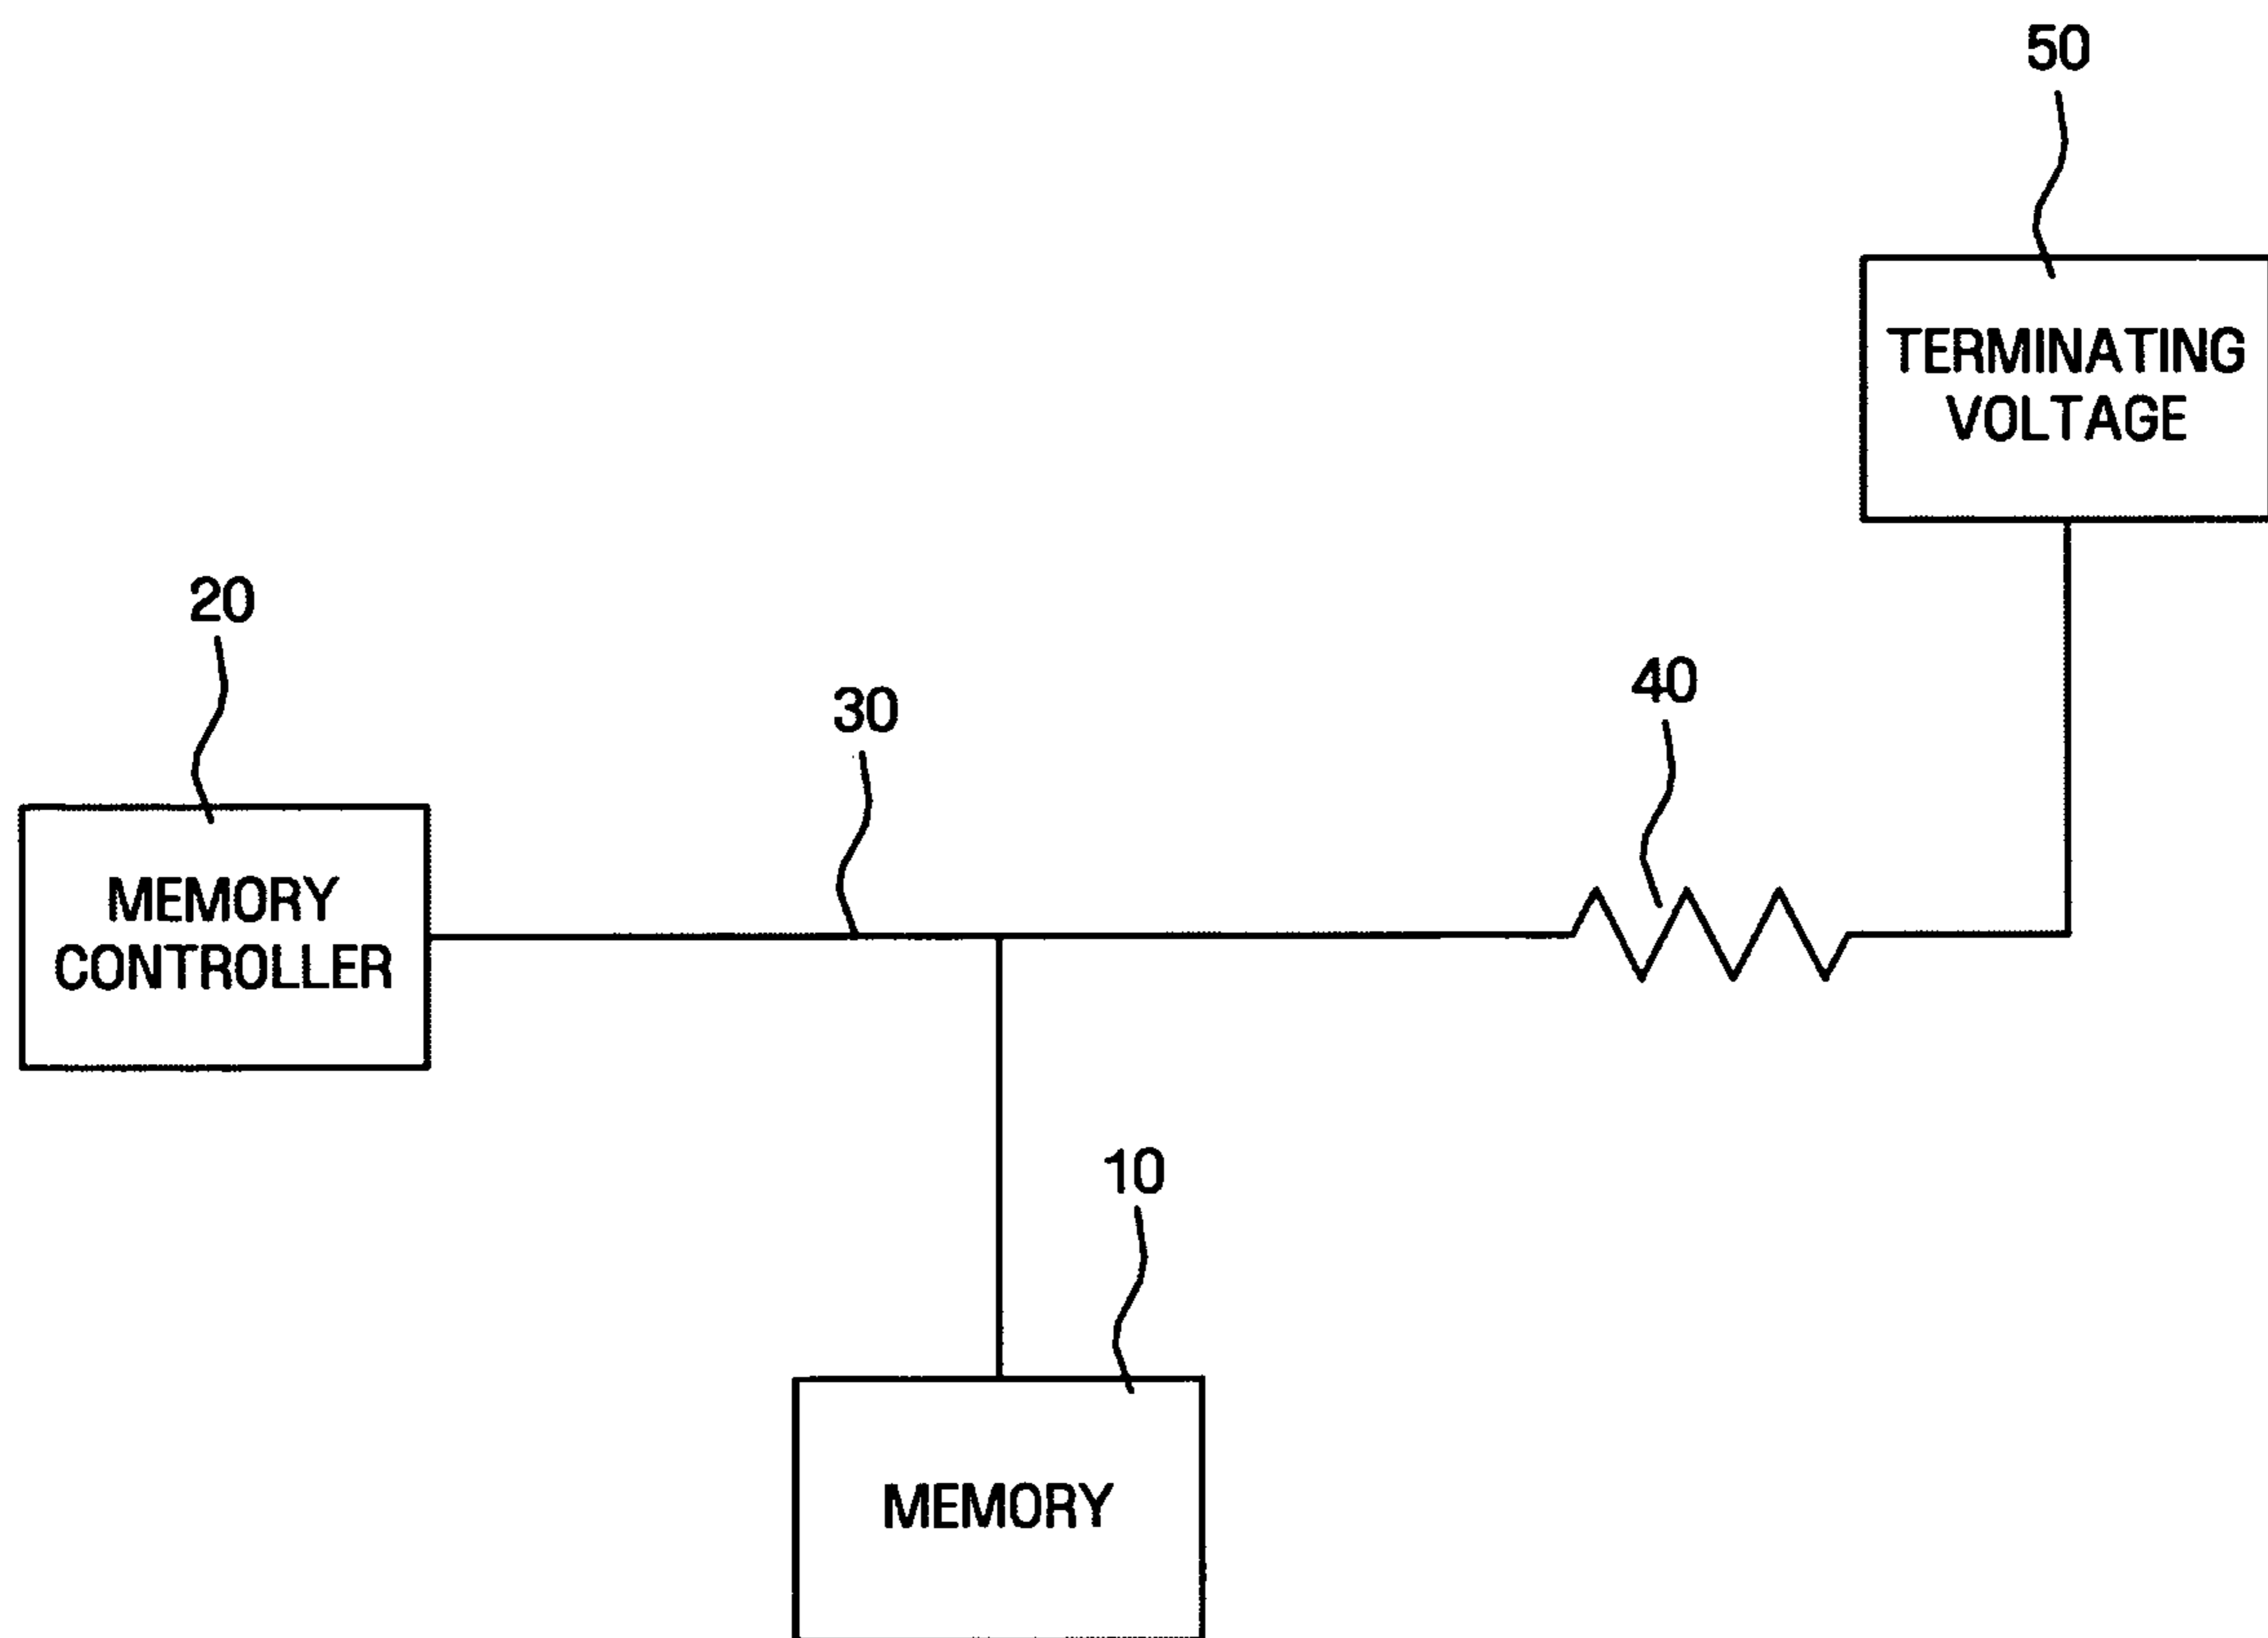 50
TERMINATING
VOLTAGE
20
30
40
MEMORY
CONTROLLER
10
MEMORY